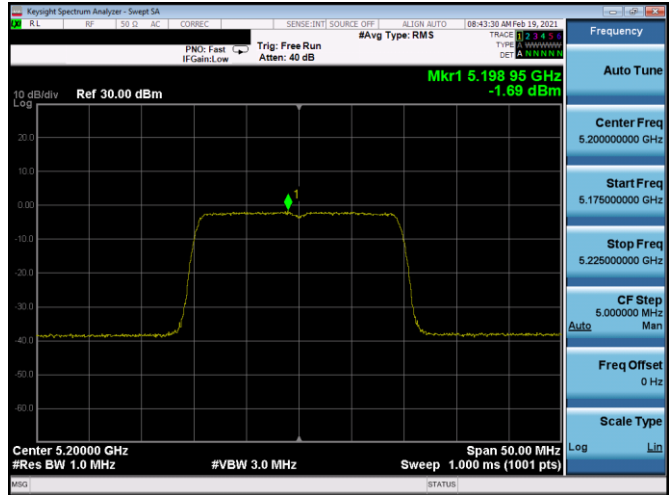 Keysight Spectrum Analyzer - Swept SA
RL RF 50 Ω AC CORREC SENSE:INT SOURCE OFF ALIGN AUTO 08:43:30 AM Feb 19, 2021
#Avg Type: RMS
TRACE 1 2 3 4 5 6
TYPE A WWWWW
DET A N N N N N
PNO: Fast
IFGain:Low
Trig: Free Run
Atten: 40 dB
Mkr1 5.198 95 GHz
-1.69 dBm
10 dB/div Ref 30.00 dBm
Log
20.0
10.0
0.00
-10.0
-20.0
-30.0
-40.0
-50.0
-60.0
1
Center 5.20000 GHz Span 50.00 MHz
#Res BW 1.0 MHz #VBW 3.0 MHz Sweep 1.000 ms (1001 pts)
MSG STATUS
Frequency
Auto Tune
Center Freq
5.200000000 GHz
Start Freq
5.175000000 GHz
Stop Freq
5.225000000 GHz
CF Step
5.000000 MHz
Auto Man
Freq Offset
0 Hz
Scale Type
Log Lin